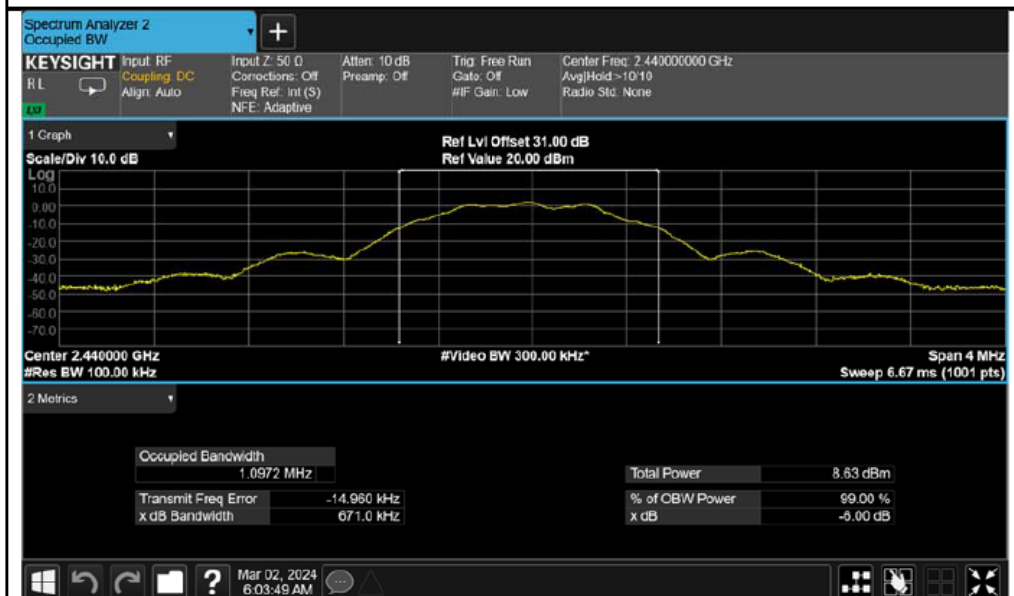 Spectrum Analyzer 2
Occupied BW
+
KEYSIGHT Input: RF Input Z: 50 Ω Atten: 10 dB Trig: Free Run Center Freq: 2.440000000 GHz
RL Coupling: DC Corrections: Off Preamp: Off Gate: Off Avg|Hold:>10/10
Align: Auto Freq Ref: Int (S) #IF Gain: Low Radio Std: None
LXI NFE: Adaptive
1 Graph
Ref Lvl Offset 31.00 dB
Scale/Div 10.0 dB Ref Value 20.00 dBm
Log
10.0
0.00
-10.0
-20.0
-30.0
-40.0
-50.0
-60.0
-70.0
Center 2.440000 GHz #Video BW 300.00 kHz* Span 4 MHz
#Res BW 100.00 kHz Sweep 6.67 ms (1001 pts)
2 Metrics
Occupied Bandwidth
1.0972 MHz Total Power 8.63 dBm
Transmit Freq Error -14.960 kHz % of OBW Power 99.00 %
x dB Bandwidth 671.0 kHz x dB -6.00 dB
? Mar 02, 2024
6:03:49 AM